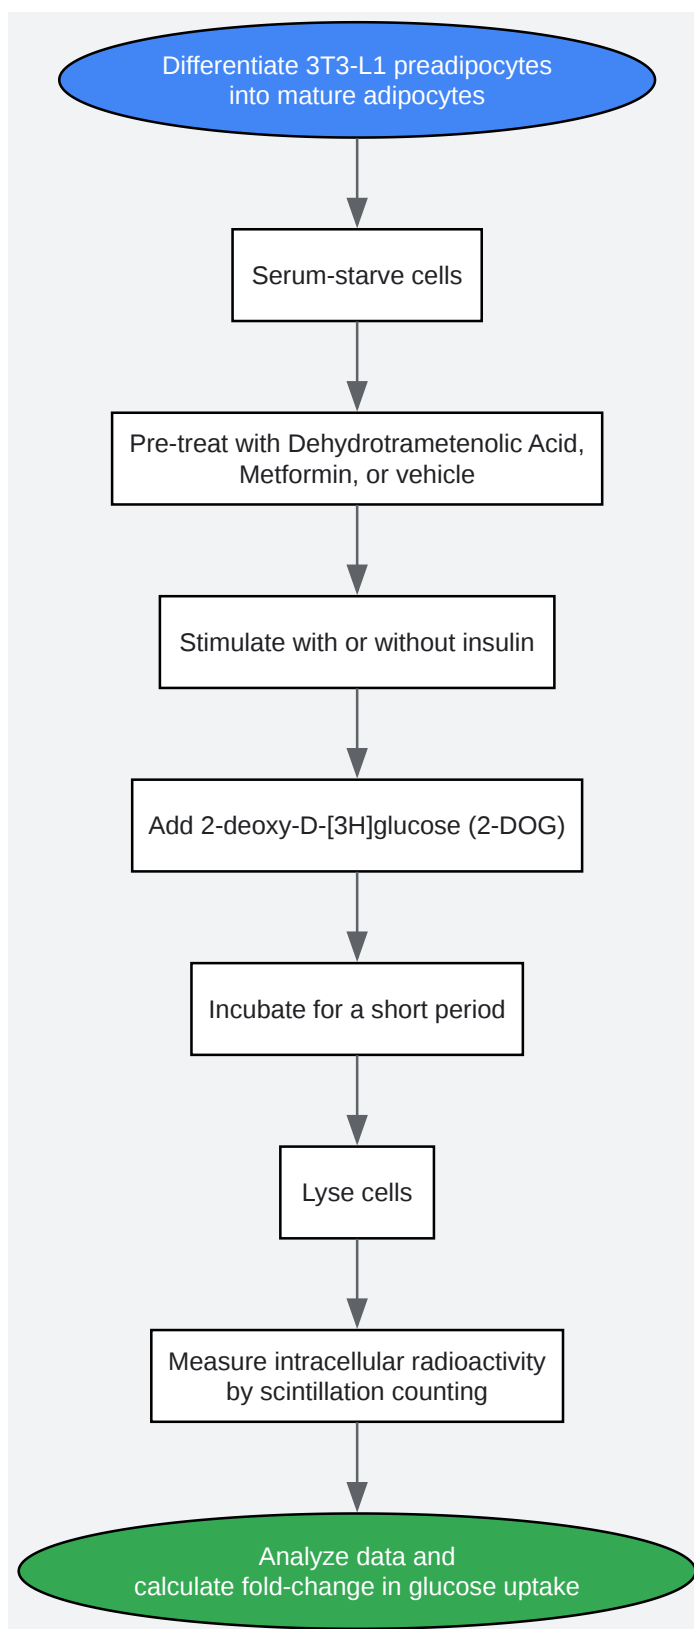 Differentiate 3T3-L1 preadipocytes
into mature adipocytes
Serum-starve cells
Pre-treat with Dehydrotrametenolic Acid,
Metformin, or vehicle
Stimulate with or without insulin
Add 2-deoxy-D-[3H]glucose (2-DOG)
Incubate for a short period
Lyse cells
Measure intracellular radioactivity
by scintillation counting
Analyze data and
calculate fold-change in glucose uptake